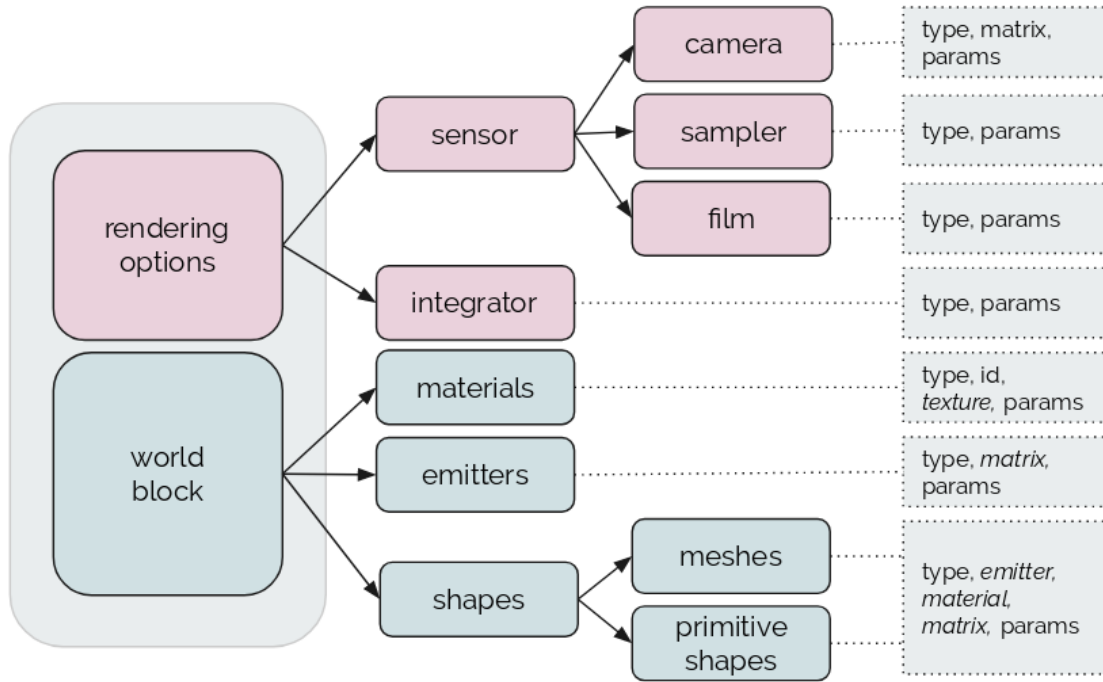 camera
type, matrix,
params
sensor
sampler
type, params
rendering
options
film
type, params
integrator
type, params
materials
type, id,
texture, params
world
block
emitters
type, matrix,
params
shapes
meshes
primitive
shapes
type, emitter,
material,
matrix, params